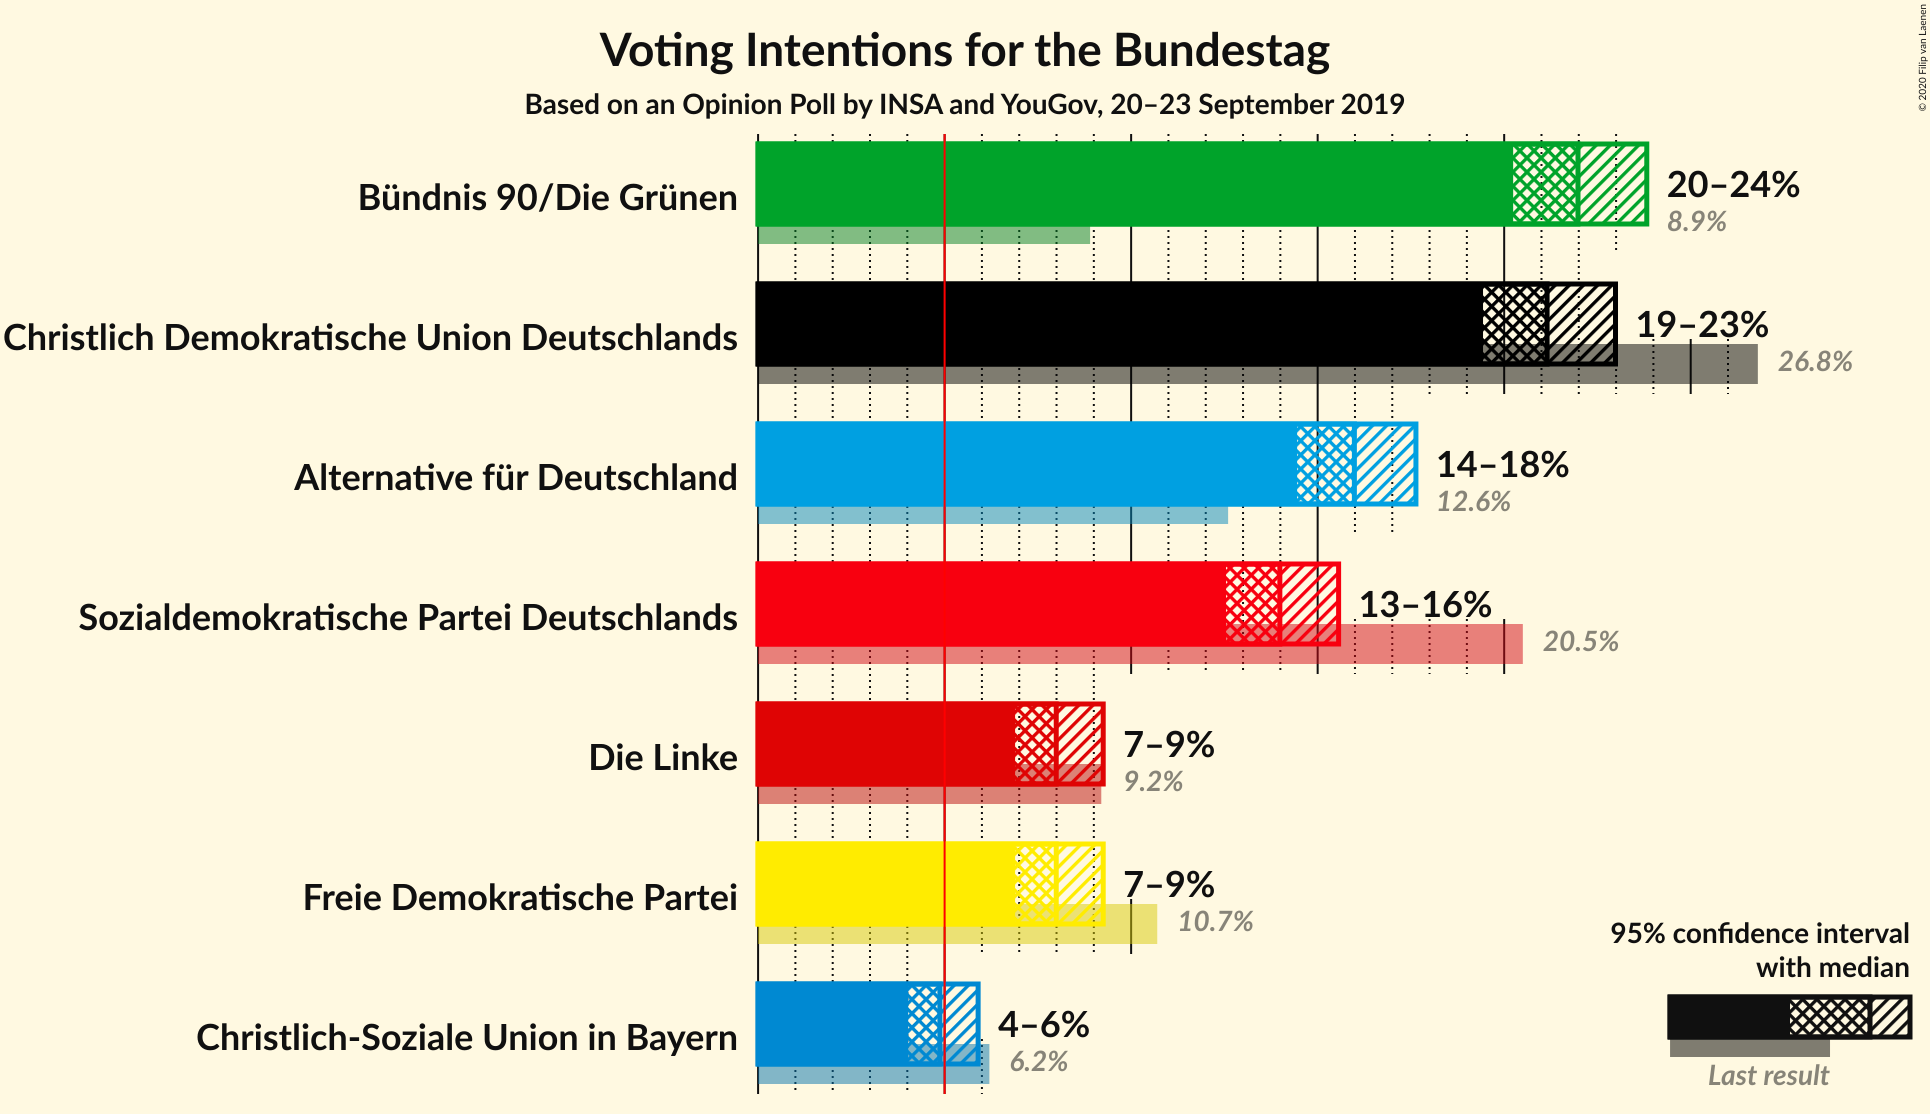 Voting Intentions for the Bundestag
Based on an Opinion Poll by INSA and YouGov, 20–23 September 2019
© 2020 Filip van Laenen
Bündnis 90/Die Grünen
20–24%
8.9%
Christlich Demokratische Union Deutschlands
19–23%
26.8%
Alternative für Deutschland
14–18%
12.6%
Sozialdemokratische Partei Deutschlands
13–16%
20.5%
Die Linke
7–9%
9.2%
Freie Demokratische Partei
7–9%
10.7%
Christlich-Soziale Union in Bayern
4–6%
6.2%
95% confidence interval
with median
Last result